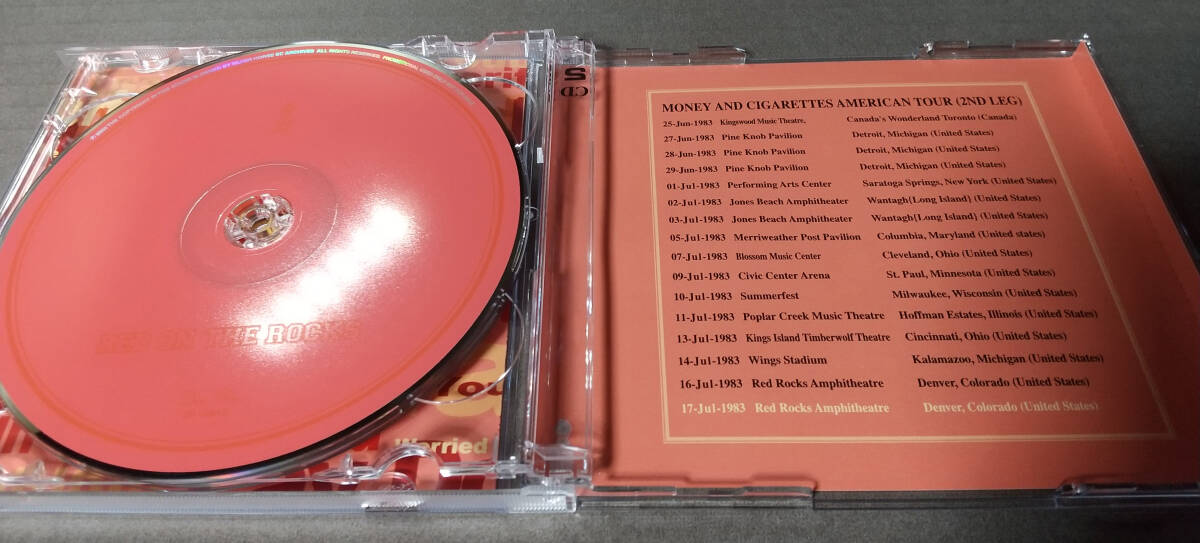 ARCHIVES ALL RIGHTS RESERVED
ON THE ROCKS
Worried
CD
MONEY AND CIGARETTES AMERICAN TOUR (2ND LEG)
25-Jun-1983 Kingswood Music Theatre, Canada's Wonderland Toronto (Canada)
27-Jun-1983 Pine Knob Pavilion Detroit, Michigan (United States)
28-Jun-1983 Pine Knob Pavilion Detroit, Michigan (United States)
29-Jun-1983 Pine Knob Pavilion Detroit, Michigan (United States)
01-Jul-1983 Performing Arts Center Saratoga Springs, New York (United States)
02-Jul-1983 Jones Beach Amphitheater Wantagh{Long Island} (United States)
03-Jul-1983 Jones Beach Amphitheater Wantagh{Long Island} (United States)
05-Jul-1983 Merriweather Post Pavilion Columbia, Maryland (United states)
07-Jul-1983 Blossom Music Center Cleveland, Ohio (United States)
09-Jul-1983 Civic Center Arena St. Paul, Minnesota (United States)
10-Jul-1983 Summerfest Milwaukee, Wisconsin (United States)
11-Jul-1983 Poplar Creek Music Theatre Hoffman Estates, Illinois (United States)
13-Jul-1983 Kings Island Timberwolf Theatre Cincinnati, Ohio (United States)
14-Jul-1983 Wings Stadium Kalamazoo, Michigan (United States)
16-Jul-1983 Red Rocks Amphitheatre Denver, Colorado (United States)
17-Jul-1983 Red Rocks Amphitheatre Denver, Colorado (United States)